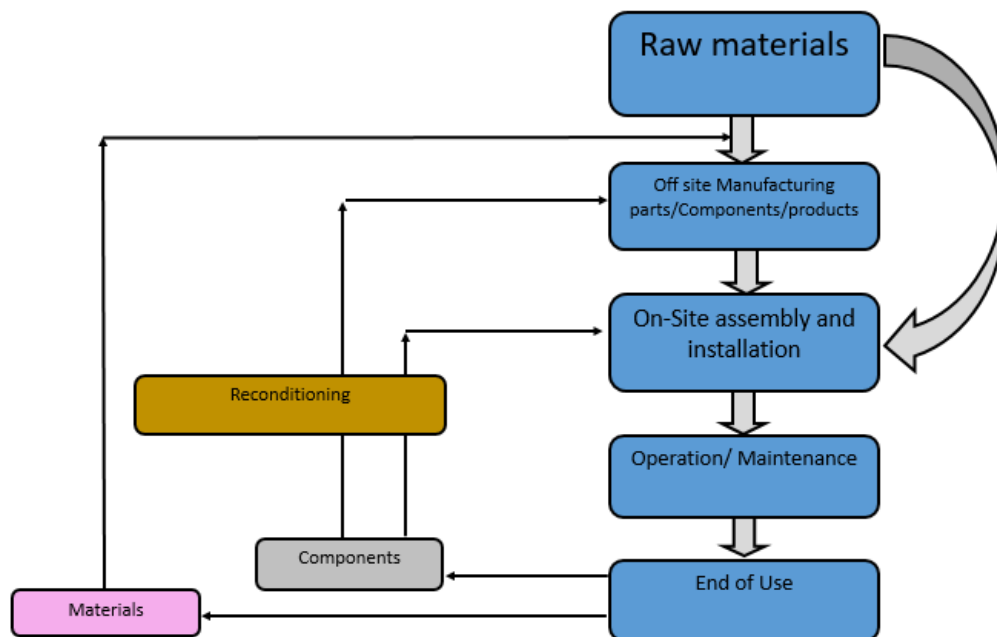 Raw materials
Off site Manufacturing
parts/Components/products
On-Site assembly and
installation
Reconditioning
Operation/ Maintenance
Components
End of Use
Materials